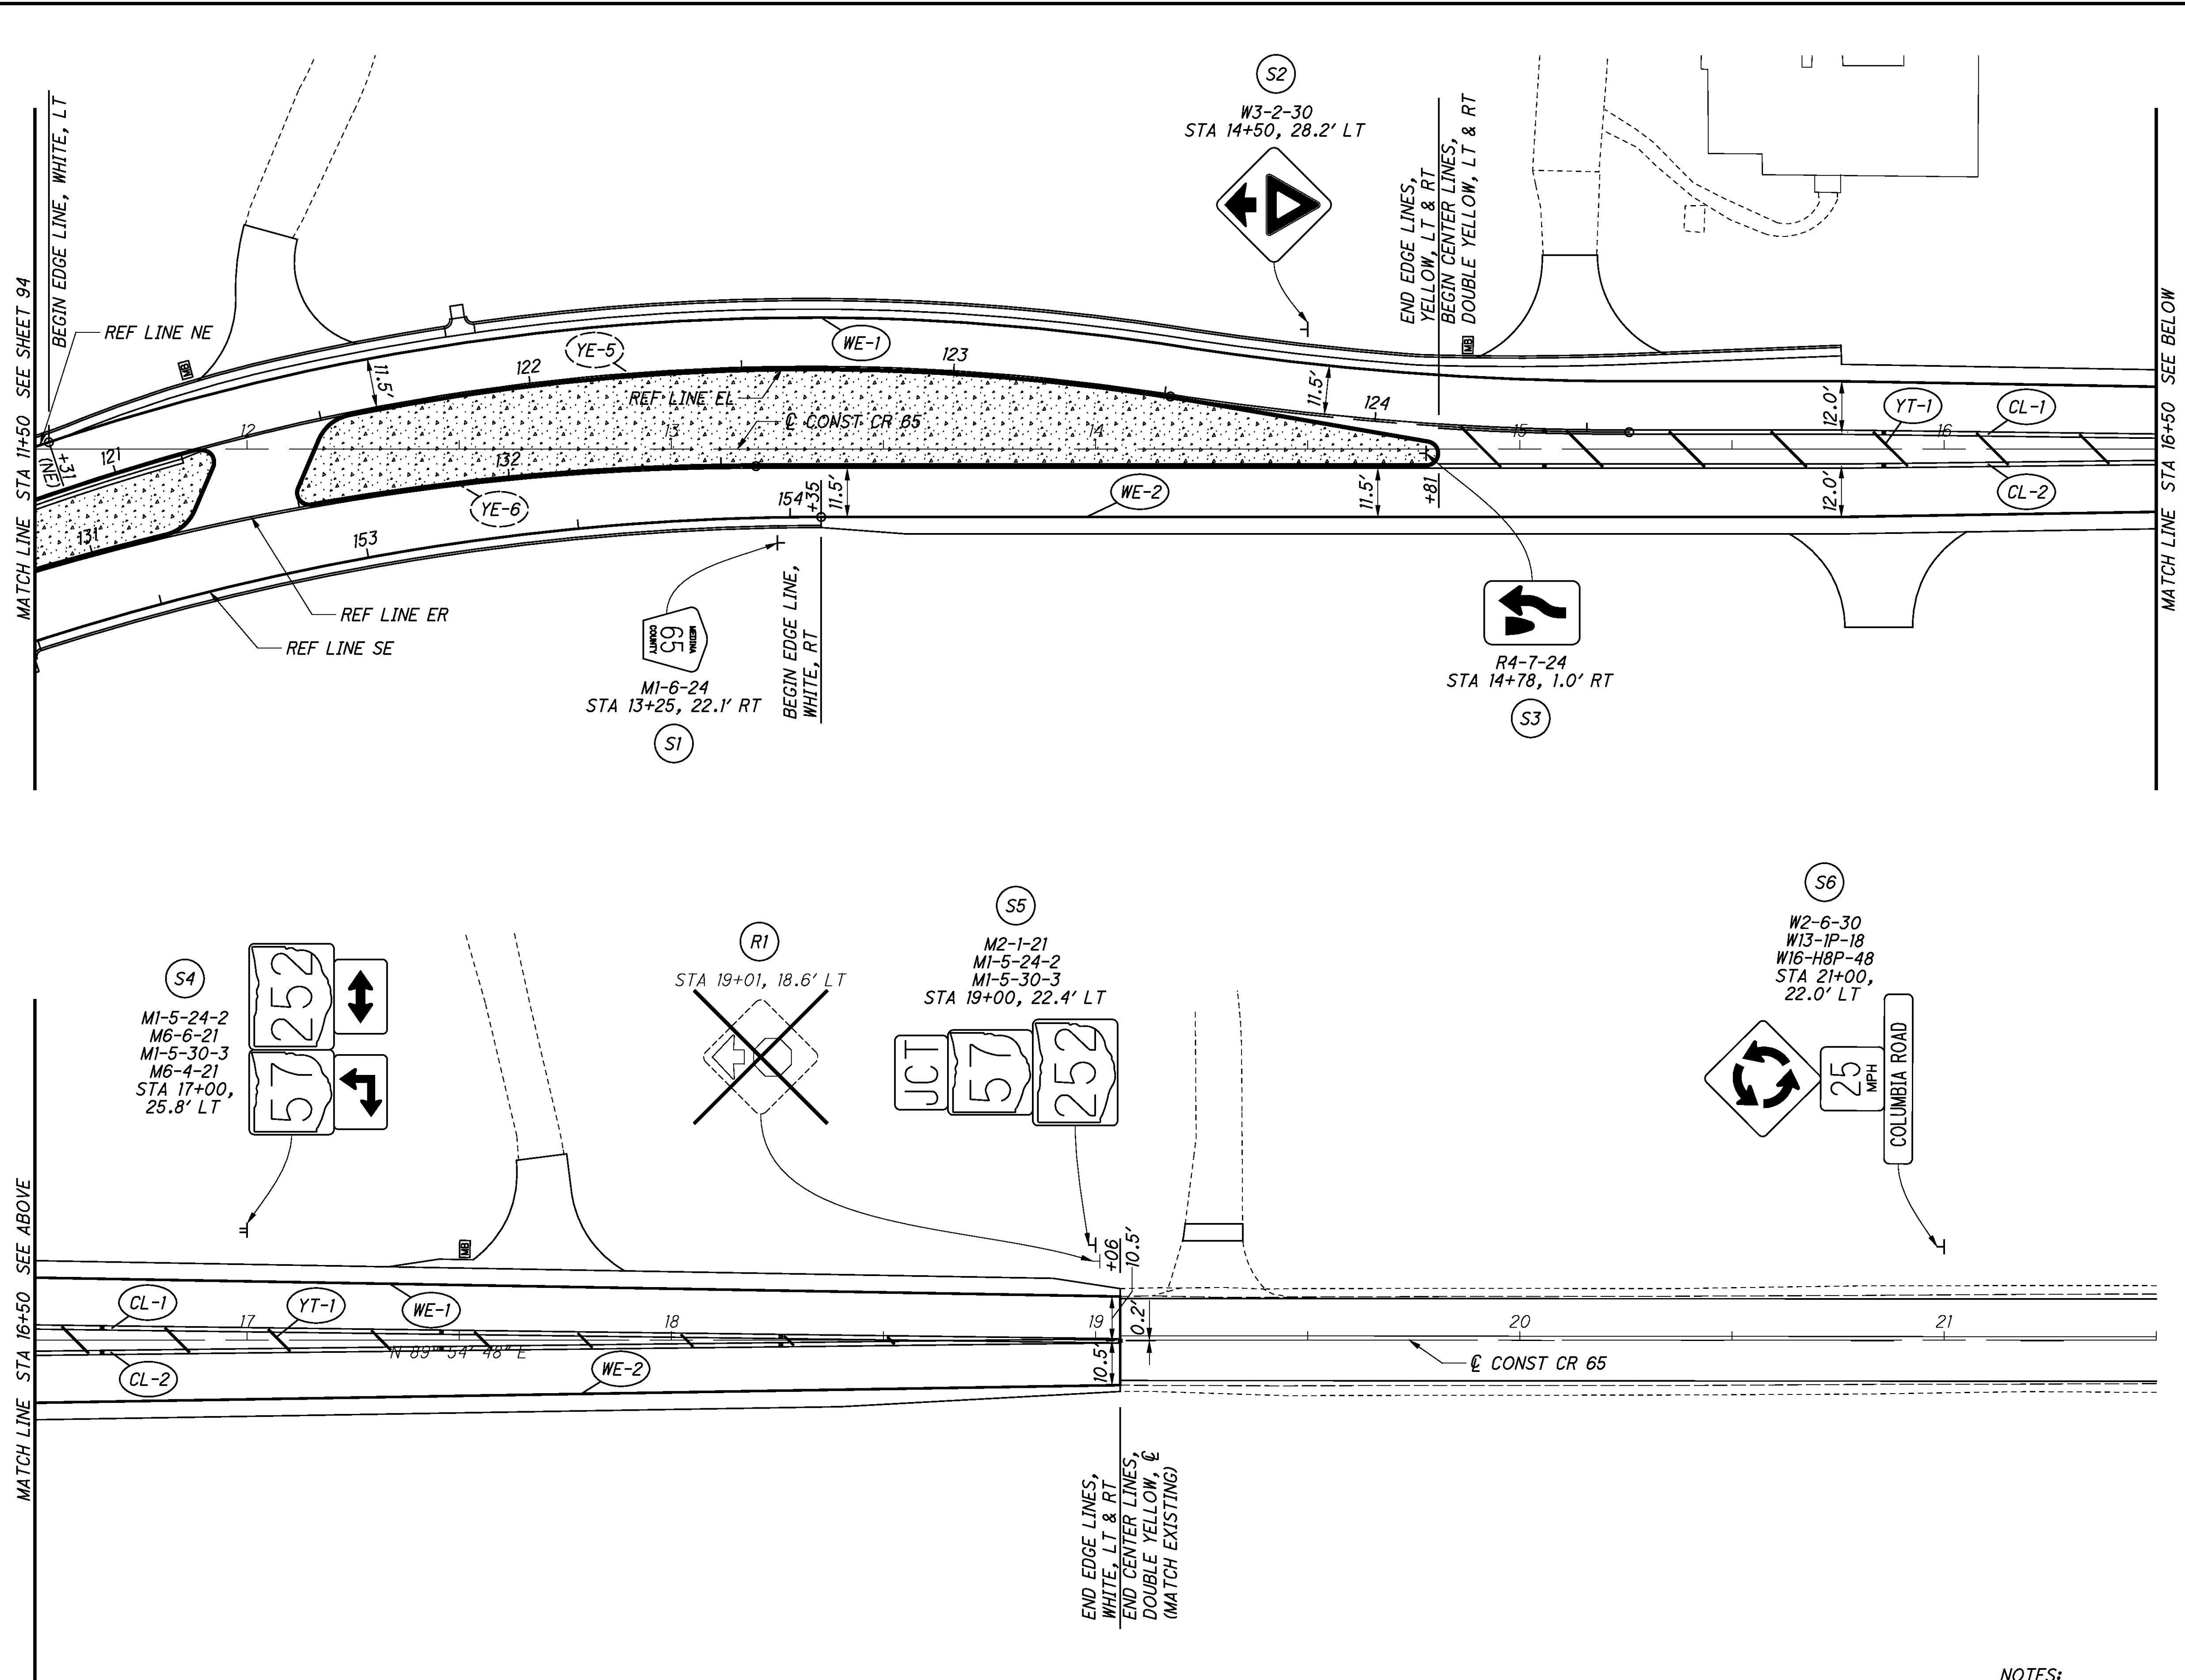 MATCH LINE STA 11+50 SEE SHEET 94
BEGIN EDGE LINE, WHITE, LT
REF LINE NE
MB
+31
(NE)
121
131
12
11.5'
122
YE-5
WE-1
123
REF LINE EL
℄ CONST CR 65
13
132
YE-6
153
REF LINE ER
REF LINE SE
154
+35
11.5'
S2
W3-2-30
STA 14+50, 28.2' LT
END EDGE LINES,
YELLOW, LT & RT
BEGIN CENTER LINES,
DOUBLE YELLOW, LT & RT
MB
11.5'
124
14
15
16
12.0'
YT-1
CL-1
WE-2
11.5'
+81
12.0'
CL-2
MEDINA
65
COUNTY
M1-6-24
STA 13+25, 22.1' RT
S1
BEGIN EDGE LINE,
WHITE, RT
R4-7-24
STA 14+78, 1.0' RT
S3
MATCH LINE STA 16+50 SEE BELOW
MATCH LINE STA 16+50 SEE ABOVE
S4
M1-5-24-2
M6-6-21
M1-5-30-3
M6-4-21
STA 17+00,
25.8' LT
252
57
R1
STA 19+01, 18.6' LT
S5
M2-1-21
M1-5-24-2
M1-5-30-3
STA 19+00, 22.4' LT
JCT
57
252
S6
W2-6-30
W13-1P-18
W16-H8P-48
STA 21+00,
22.0' LT
25
MPH
COLUMBIA ROAD
MB
+06
10.5'
CL-1
17
YT-1
WE-1
18
19
0.2'
20
21
N 89° 54' 48" E
CL-2
WE-2
10.5'
℄ CONST CR 65
END EDGE LINES,
WHITE, LT & RT
END CENTER LINES,
DOUBLE YELLOW, ℄
(MATCH EXISTING)
NOTES: